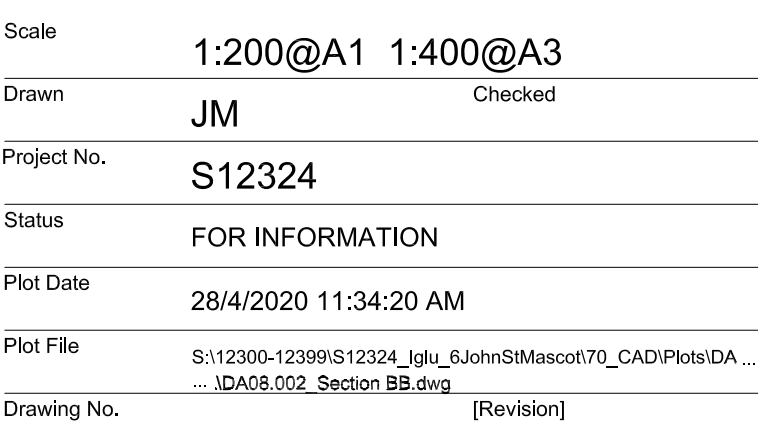 Scale
1:200@A1 1:400@A3
Drawn Checked
JM
Project No.
S12324
Status
FOR INFORMATION
Plot Date
28/4/2020 11:34:20 AM
Plot File
S:\12300-12399\S12324_Iglu_6JohnStMascot\70_CAD\Plots\DA ...
... .\DA08.002_Section BB.dwg
Drawing No. [Revision]